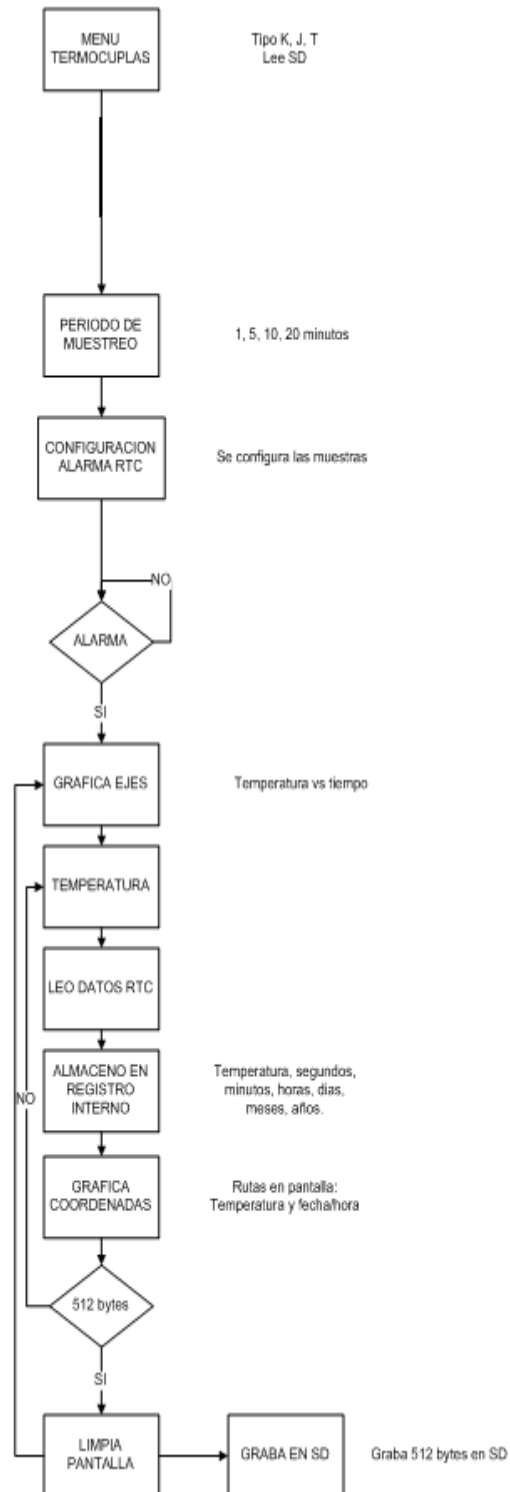 MENU
TERMOCUPLAS
Tipo K, J, T
Lee SD
PERIODO DE
MUESTREO
1, 5, 10, 20 minutos
CONFIGURACION
ALARMA RTC
Se configura las muestras
NO
ALARMA
SI
GRAFICA EJES
Temperatura vs tiempo
TEMPERATURA
LEO DATOS RTC
ALMACENO EN
REGISTRO
INTERNO
Temperatura, segundos,
minutos, horas, dias,
meses, años.
NO
GRAFICA
COORDENADAS
Rutas en pantalla:
Temperatura y fecha/hora
512 bytes
SI
LIMPIA
PANTALLA
GRABA EN SD
Graba 512 bytes en SD